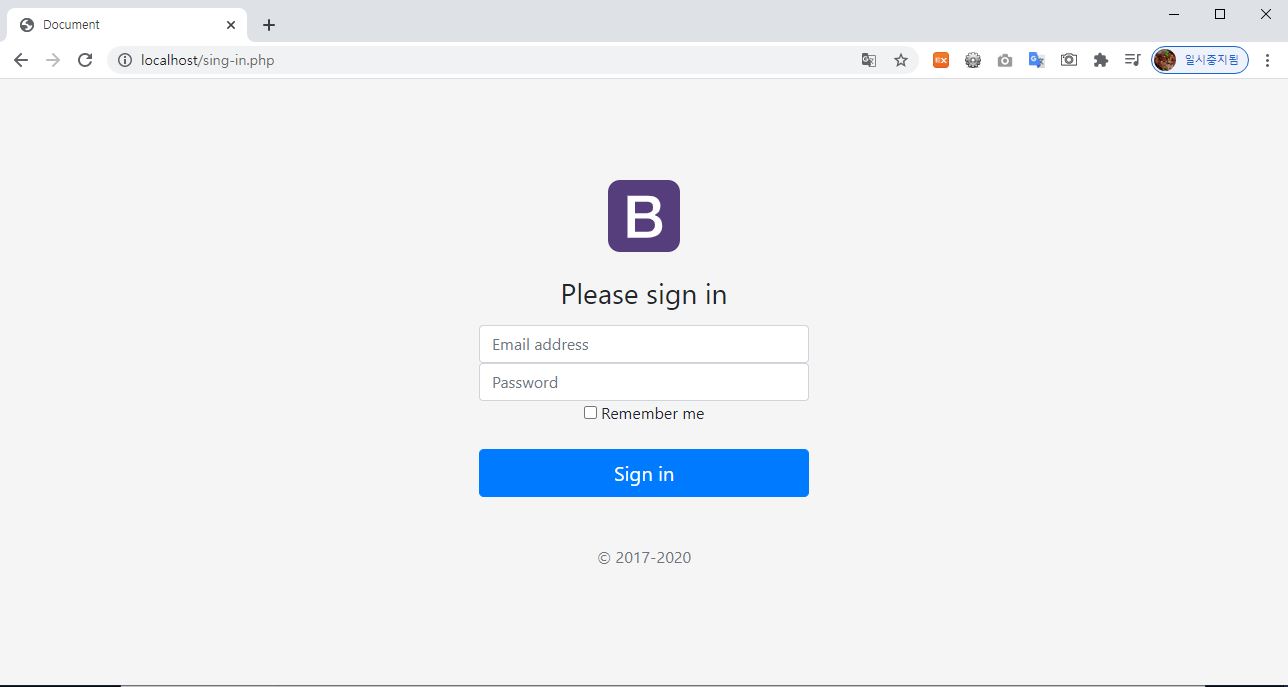 Document
localhost/sing-in.php
EX
일시중지됨
B
Please sign in
Email address
Password
Remember me
Sign in
© 2017-2020